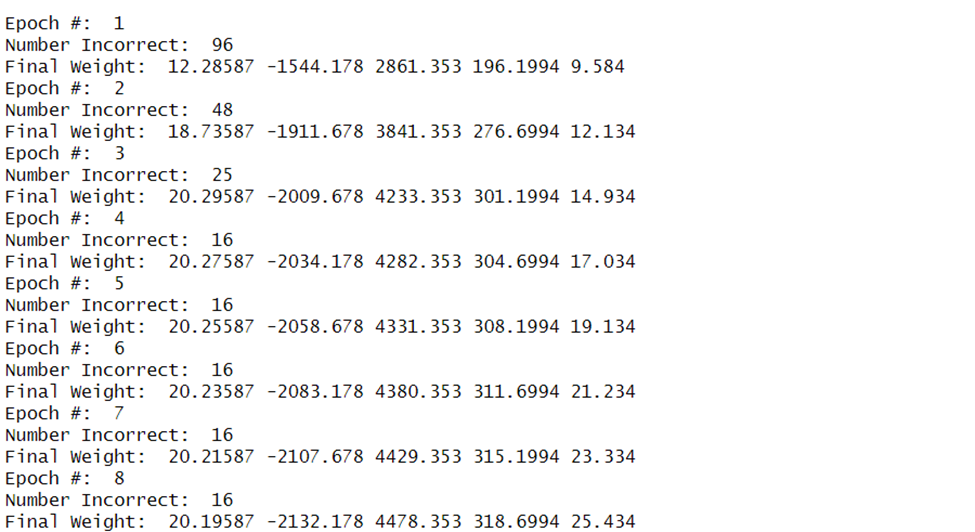 Epoch #:  1
Number Incorrect:  96
Final Weight:  12.28587 -1544.178 2861.353 196.1994 9.584
Epoch #:  2
Number Incorrect:  48
Final Weight:  18.73587 -1911.678 3841.353 276.6994 12.134
Epoch #:  3
Number Incorrect:  25
Final Weight:  20.29587 -2009.678 4233.353 301.1994 14.934
Epoch #:  4
Number Incorrect:  16
Final Weight:  20.27587 -2034.178 4282.353 304.6994 17.034
Epoch #:  5
Number Incorrect:  16
Final Weight:  20.25587 -2058.678 4331.353 308.1994 19.134
Epoch #:  6
Number Incorrect:  16
Final Weight:  20.23587 -2083.178 4380.353 311.6994 21.234
Epoch #:  7
Number Incorrect:  16
Final Weight:  20.21587 -2107.678 4429.353 315.1994 23.334
Epoch #:  8
Number Incorrect:  16
Final Weight:  20.19587 -2132.178 4478.353 318.6994 25.434